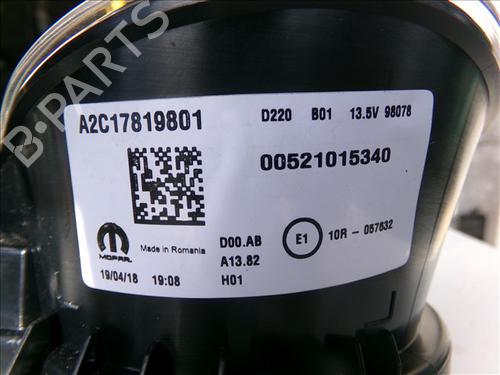 B-PARTS
A2C17819801 D220 B01 13.5V 98078
00521015340
MOPAR Made in Romania D00.AB E1 10R - 057632
A13.82
19/04/18 19:08 H01